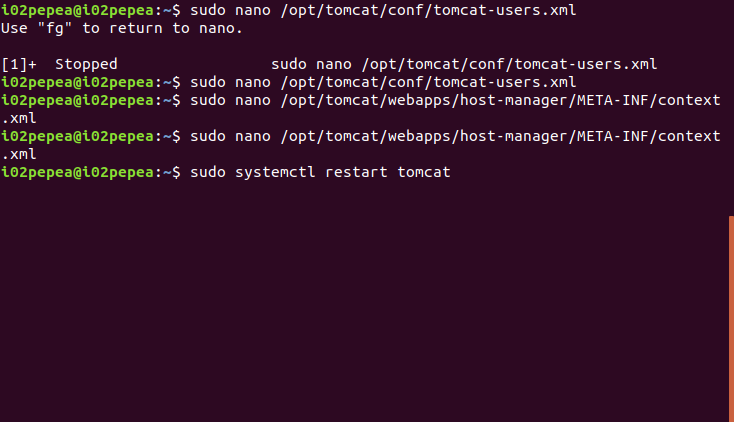 i02pepea@i02pepea:~$ sudo nano /opt/tomcat/conf/tomcat-users.xml
Use "fg" to return to nano.
[1]+  Stopped                 sudo nano /opt/tomcat/conf/tomcat-users.xml
i02pepea@i02pepea:~$ sudo nano /opt/tomcat/conf/tomcat-users.xml
i02pepea@i02pepea:~$ sudo nano /opt/tomcat/webapps/host-manager/META-INF/context
.xml
i02pepea@i02pepea:~$ sudo nano /opt/tomcat/webapps/host-manager/META-INF/context
.xml
i02pepea@i02pepea:~$ sudo systemctl restart tomcat